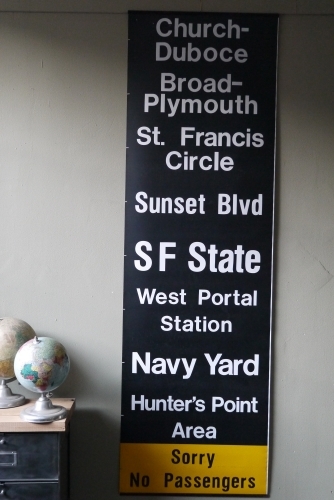 Church-
Duboce
Broad-
Plymouth
St. Francis
Circle
Sunset Blvd
SF State
West Portal
Station
Navy Yard
Hunter's Point
Area
Sorry
No Passengers